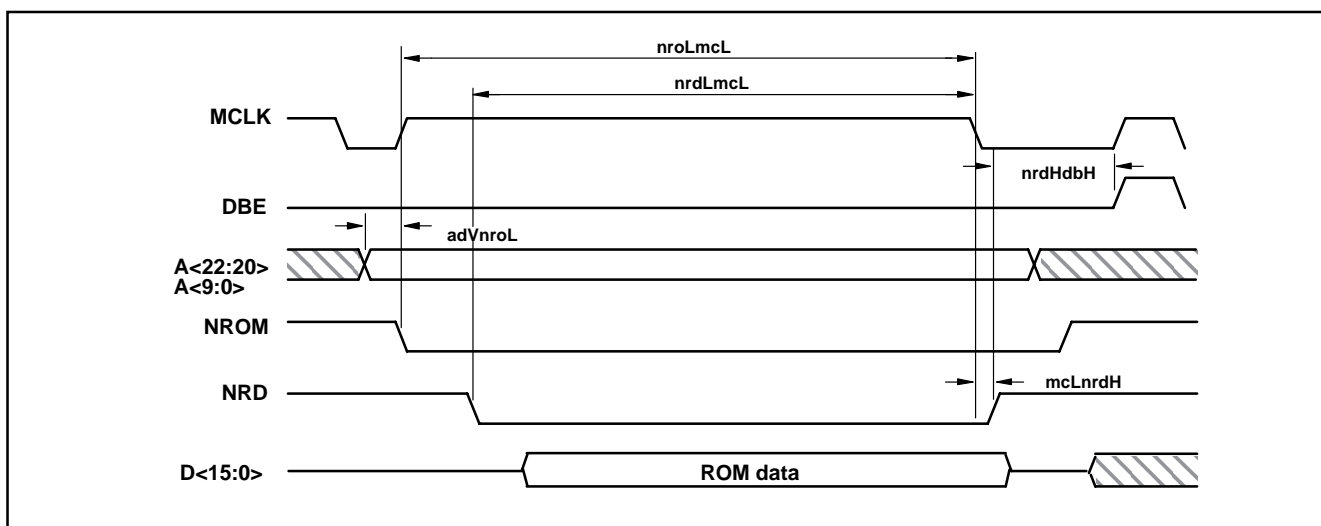 nroLmcL
nrdLmcL
MCLK
nrdHdbH
DBE
adVnroL
A<22:20>
A<9:0>
NROM
mcLnrdH
NRD
D<15:0>
ROM data